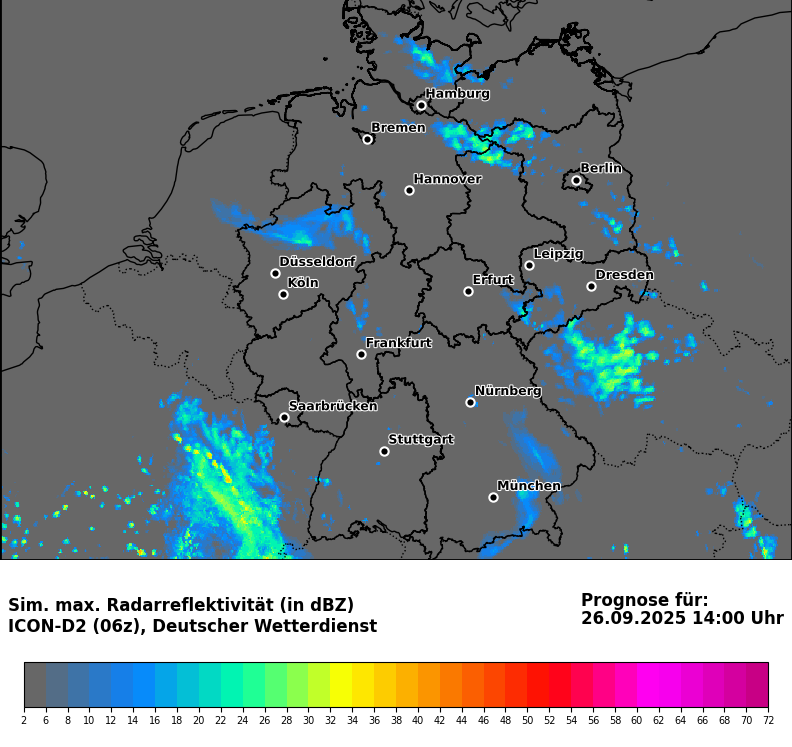 Hamburg
Bremen
Berlin
Hannover
Leipzig
Düsseldorf
Dresden
Köln
Erfurt
Frankfurt
Nürnberg
Saarbrücken
Stuttgart
München
Sim. max. Radarreflektivität (in dBZ)
ICON-D2 (06z), Deutscher Wetterdienst
Prognose für:
26.09.2025 14:00 Uhr
2 6 8 10 12 14 16 18 20 22 24 26 28 30 32 34 36 38 40 42 44 46 48 50 52 54 56 58 60 62 64 66 68 70 72